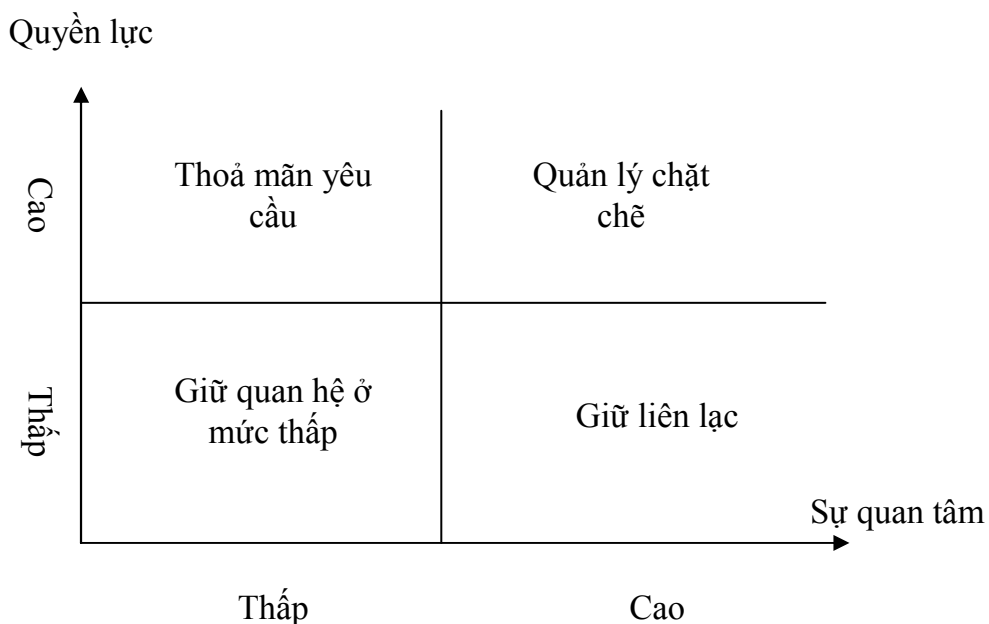 Quyền lực
Cao
Thoả mãn yêu
cầu
Quản lý chặt
chẽ
Thấp
Giữ quan hệ ở
mức thấp
Giữ liên lạc
Sự quan tâm
Thấp
Cao